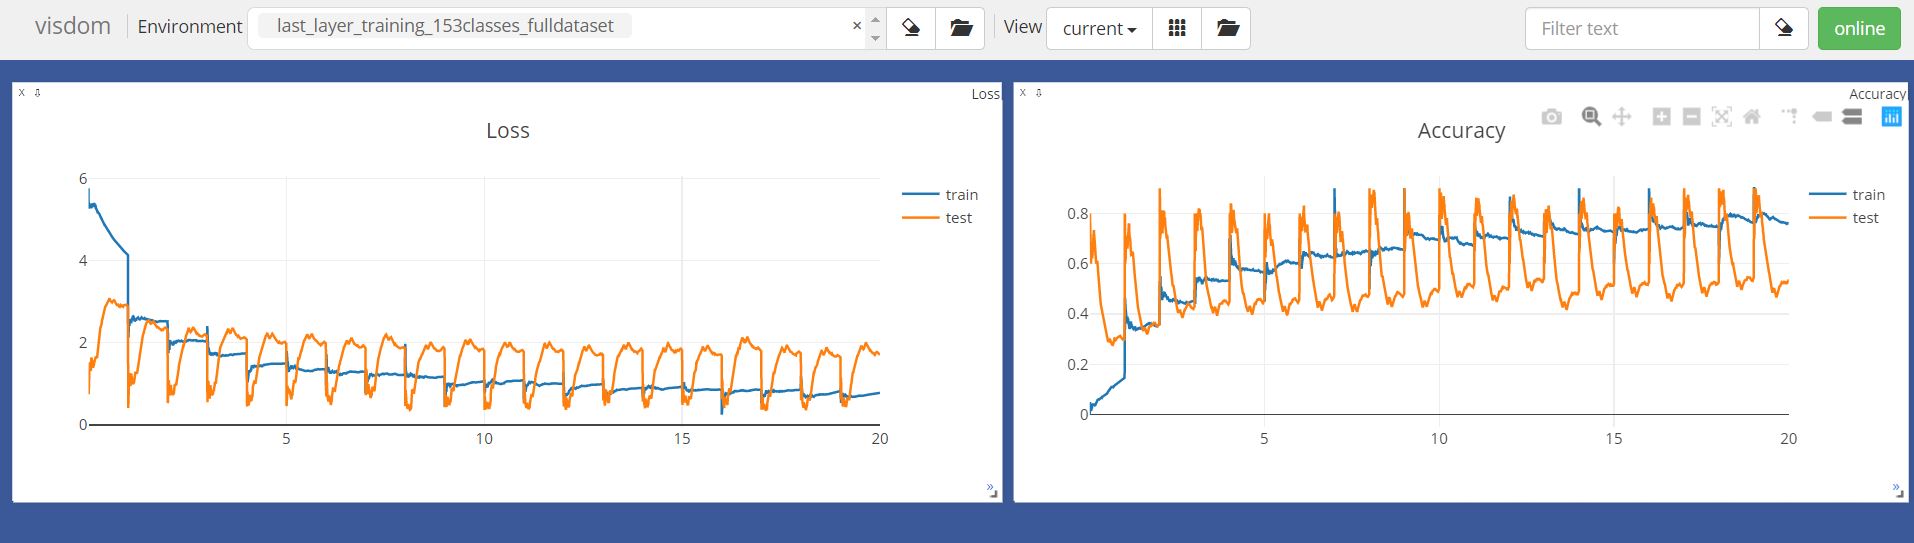 visdom Environment last_layer_training_153classes_fulldataset × View current Filter text online
x Loss
Loss
6
4
2
0
5 10 15 20
train
test
»
x Accuracy
Accuracy
0.8
0.6
0.4
0.2
0
5 10 15 20
train
test
»